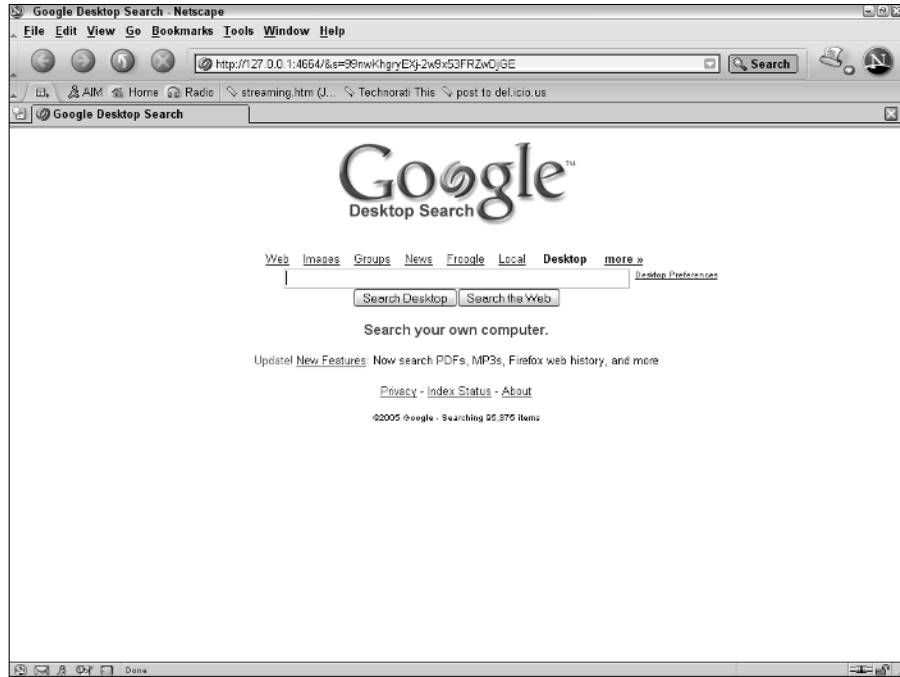 Google Desktop Search - Netscape
File Edit View Go Bookmarks Tools Window Help
http://127.0.0.1:4664/&s=99nwKhgryEXj-2w9x53FRZwDjGE Search N
AIM Home Radio streaming.htm (J... Technorati This post to del.icio.us
Google Desktop Search
Google™
Desktop Search
Web Images Groups News Froogle Local Desktop more »
Desktop Preferences
Search Desktop Search the Web
Search your own computer.
Update! New Features: Now search PDFs, MP3s, Firefox web history, and more
Privacy - Index Status - About
©2005 Google - Searching items
Done